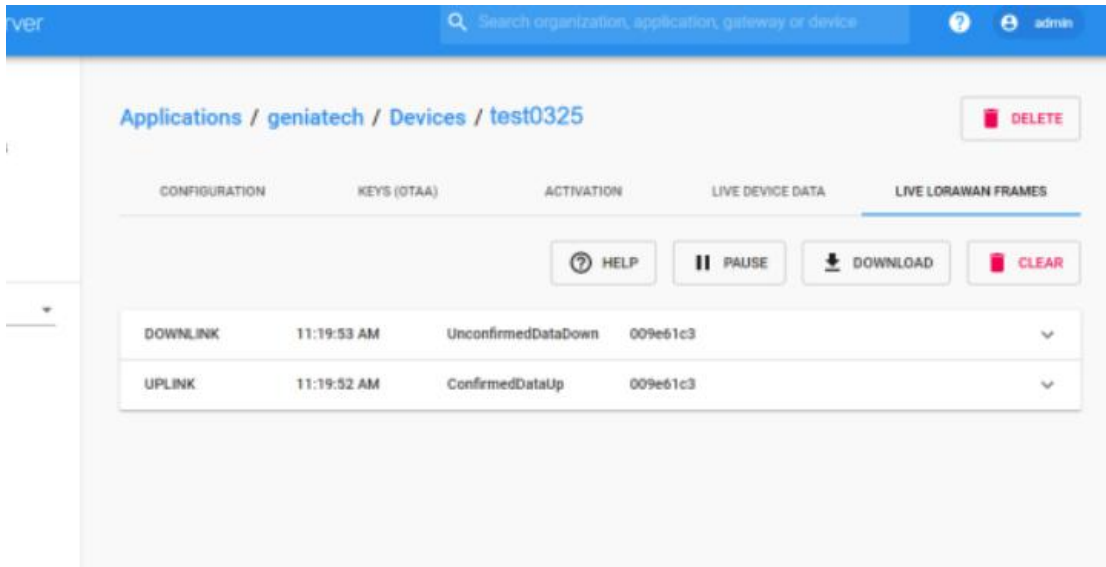 rver Search organization, application, gateway or device ? admin
Applications / geniatech / Devices / test0325 DELETE
CONFIGURATION KEYS (OTAA) ACTIVATION LIVE DEVICE DATA LIVE LORAWAN FRAMES
? HELP PAUSE DOWNLOAD CLEAR
DOWNLINK 11:19:53 AM UnconfirmedDataDown 009e61c3
UPLINK 11:19:52 AM ConfirmedDataUp 009e61c3